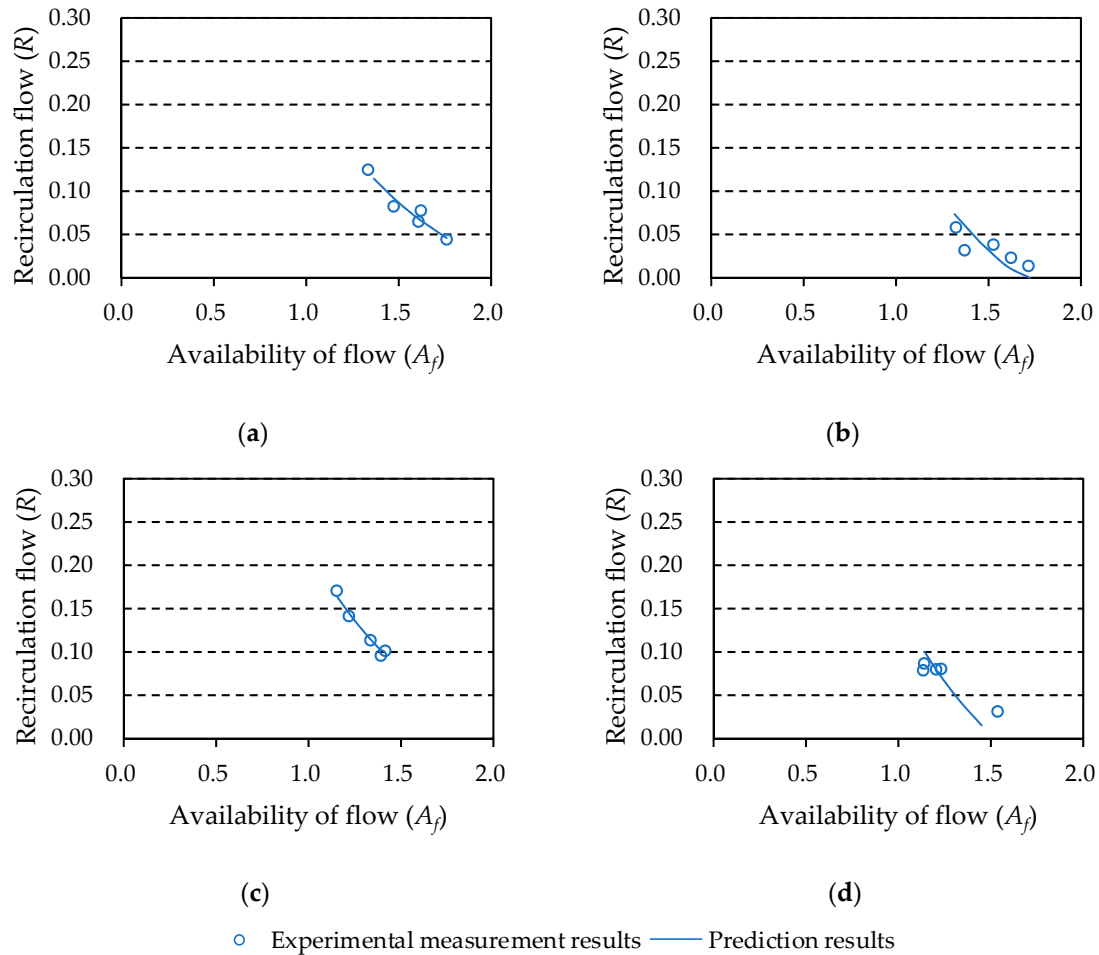 Recirculation flow (R)
0.30
0.25
0.20
0.15
0.10
0.05
0.00
0.0 0.5 1.0 1.5 2.0
Availability of flow (Af)
(a)
Recirculation flow (R)
0.30
0.25
0.20
0.15
0.10
0.05
0.00
0.0 0.5 1.0 1.5 2.0
Availability of flow (Af)
(b)
Recirculation flow (R)
0.30
0.25
0.20
0.15
0.10
0.05
0.00
0.0 0.5 1.0 1.5 2.0
Availability of flow (Af)
(c)
Recirculation flow (R)
0.30
0.25
0.20
0.15
0.10
0.05
0.00
0.0 0.5 1.0 1.5 2.0
Availability of flow (Af)
(d)
Experimental measurement results Prediction results